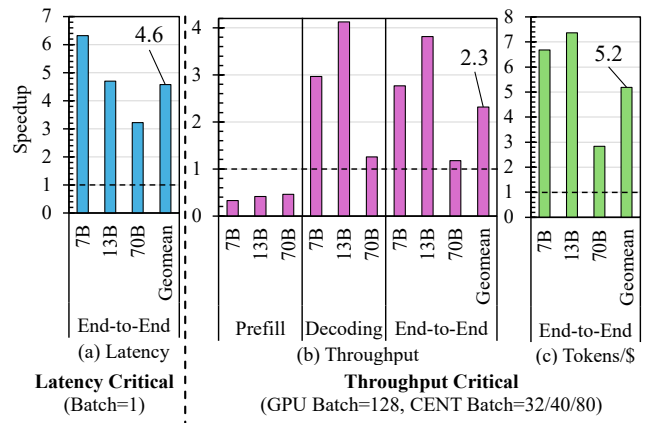 Speedup
7
6
5
4
3
2
1
0
4.6
7B
13B
70B
Geomean
End-to-End
(a) Latency
Latency Critical
(Batch=1)
4
3
2
1
0
2.3
7B
13B
70B
7B
13B
70B
7B
13B
70B
Geomean
Prefill
Decoding
End-to-End
(b) Throughput
8
7
6
5
4
3
2
1
0
5.2
7B
13B
70B
Geomean
End-to-End
(c) Tokens/$
Throughput Critical
(GPU Batch=128, CENT Batch=32/40/80)